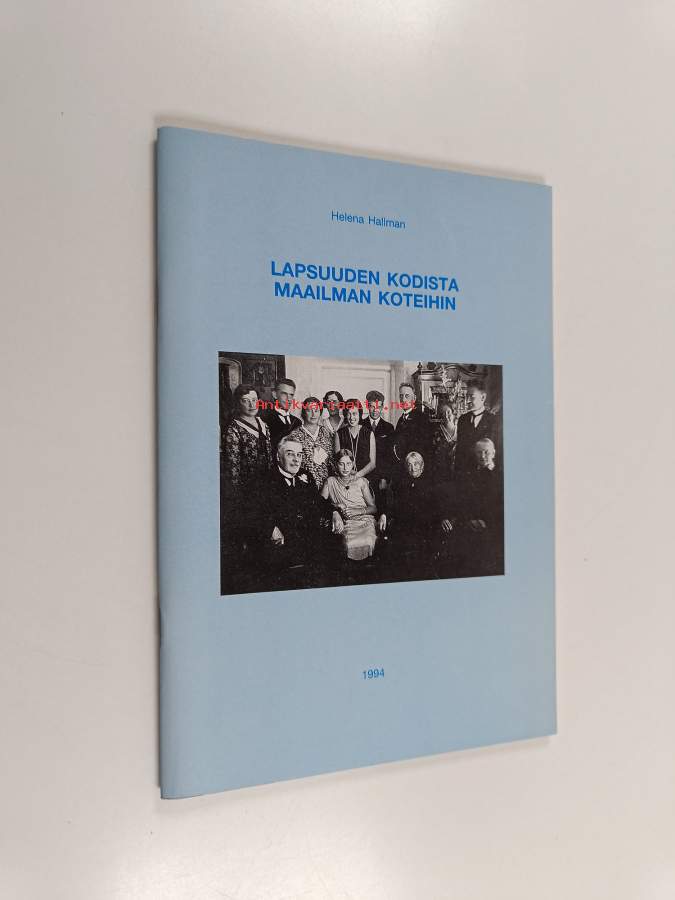 Helena Hallman
LAPSUUDEN KODISTA
MAAILMAN KOTEIHIN
Antikvariaatti.net
1994